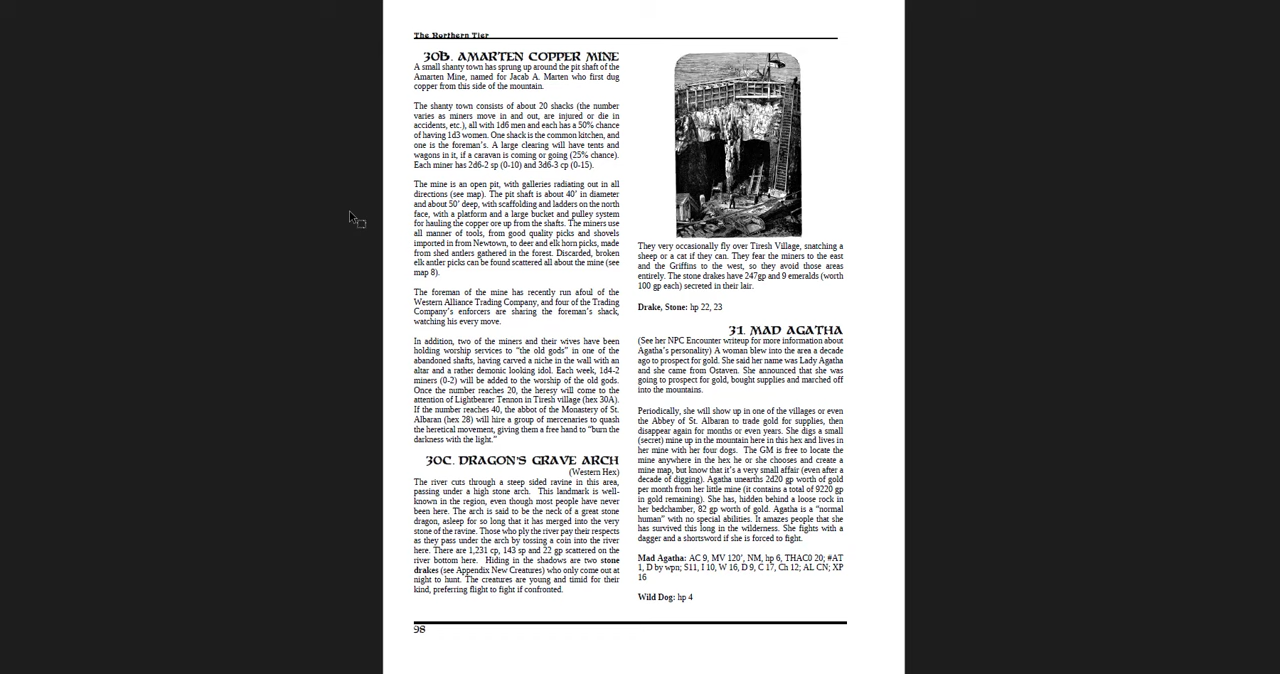 The Northern Tier
30B. AMARTEN COPPER MINE
A small shanty town has sprung up around the pit shaft of the
Amarten Mine, named for Jacab A. Marten who first dug
copper from this side of the mountain.
The shanty town consists of about 20 shacks (the number
varies as miners move in and out, are injured or die in
accidents, etc.), all with 1d6 men and each has a 50% chance
of having 1d3 women. One shack is the common kitchen, and
one is the foreman's. A large clearing will have tents and
wagons in it, if a caravan is coming or going (25% chance).
Each miner has 2d6-2 sp (0-10) and 3d6-3 cp (0-15).
The mine is an open pit, with galleries radiating out in all
directions (see map). The pit shaft is about 40' in diameter
and about 50' deep, with scaffolding and ladders on the north
face, with a platform and a large bucket and pulley system
for hauling the copper ore up from the shafts. The miners use
all manner of tools, from good quality picks and shovels
imported in from Newtown, to deer and elk horn picks, made
from shed antlers gathered in the forest. Discarded, broken
elk antler picks can be found scattered all about the mine (see
map 8).
The foreman of the mine has recently run afoul of the
Western Alliance Trading Company, and four of the Trading
Company's enforcers are sharing the foreman's shack,
watching his every move.
In addition, two of the miners and their wives have been
holding worship services to "the old gods" in one of the
abandoned shafts, having carved a niche in the wall with an
altar and a rather demonic looking idol. Each week, 1d4-2
miners (0-2) will be added to the worship of the old gods.
Once the number reaches 20, the heresy will come to the
attention of Lightbearer Tennon in Tiresh village (hex 30A).
If the number reaches 40, the abbot of the Monastery of St.
Albaran (hex 28) will hire a group of mercenaries to quash
the heretical movement, giving them a free hand to "burn the
darkness with the light."
30C. DRAGON'S GRAVE ARCH
(Western Hex)
The river cuts through a steep sided ravine in this area,
passing under a high stone arch. This landmark is well-
known in the region, even though most people have never
been here. The arch is said to be the neck of a great stone
dragon, asleep for so long that it has merged into the very
stone of the ravine. Those who ply the river pay their respects
as they pass under the arch by tossing a coin into the river
here. There are 1,231 cp, 143 sp and 22 gp scattered on the
river bottom here. Hiding in the shadows are two stone
drakes (see Appendix New Creatures) who only come out at
night to hunt. The creatures are young and timid for their
kind, preferring flight to fight if confronted.
They very occasionally fly over Tiresh Village, snatching a
sheep or a cat if they can. They fear the miners to the east
and the Griffins to the west, so they avoid those areas
entirely. The stone drakes have 247gp and 9 emeralds (worth
100 gp each) secreted in their lair.
Drake, Stone: hp 22, 23
31. MAD AGATHA
(See her NPC Encounter writeup for more information about
Agatha's personality) A woman blew into the area a decade
ago to prospect for gold. She said her name was Lady Agatha
and she came from Ostaven. She announced that she was
going to prospect for gold, bought supplies and marched off
into the mountains.
Periodically, she will show up in one of the villages or even
the Abbey of St. Albaran to trade gold for supplies, then
disappear again for months or even years. She digs a small
(secret) mine up in the mountain here in this hex and lives in
her mine with her four dogs. The GM is free to locate the
mine anywhere in the hex he or she chooses and create a
mine map, but know that it's a very small affair (even after a
decade of digging). Agatha unearths 2d20 gp worth of gold
per month from her little mine (it contains a total of 9220 gp
in gold remaining). She has, hidden behind a loose rock in
her bedchamber, 82 gp worth of gold. Agatha is a "normal
human" with no special abilities. It amazes people that she
has survived this long in the wilderness. She fights with a
dagger and a shortsword if she is forced to fight.
Mad Agatha: AC 9, MV 120', NM, hp 6, THAC0 20; #AT
1, D by wpn; S11, I 10, W 16, D 9, C 17, Ch 12; AL CN; XP
16
Wild Dog: hp 4
98